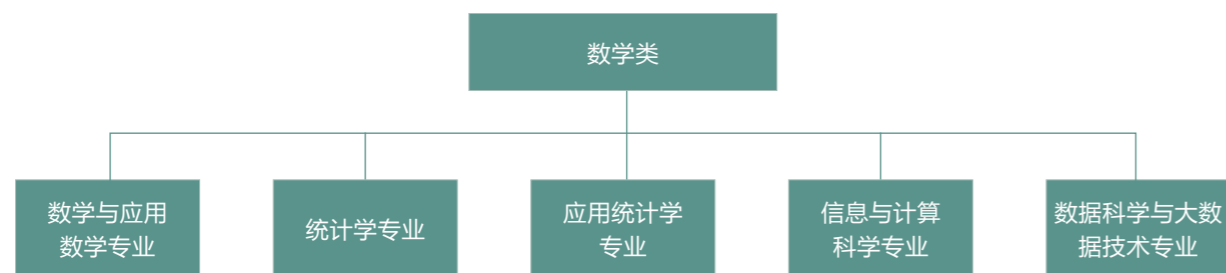 数学类
数学与应用
数学专业
统计学专业
应用统计学
专业
信息与计算
科学专业
数据科学与大数
据技术专业